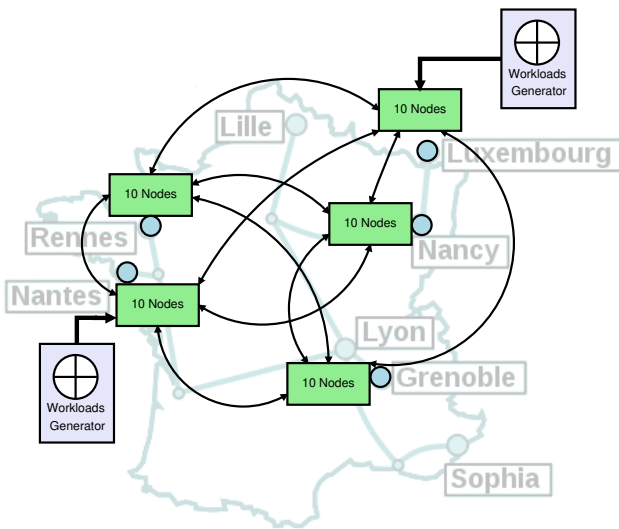 Workloads
Generator
10 Nodes
Lille
Luxembourg
10 Nodes
10 Nodes
Rennes
Nancy
Nantes
10 Nodes
Lyon
10 Nodes
Grenoble
Workloads
Generator
Sophia